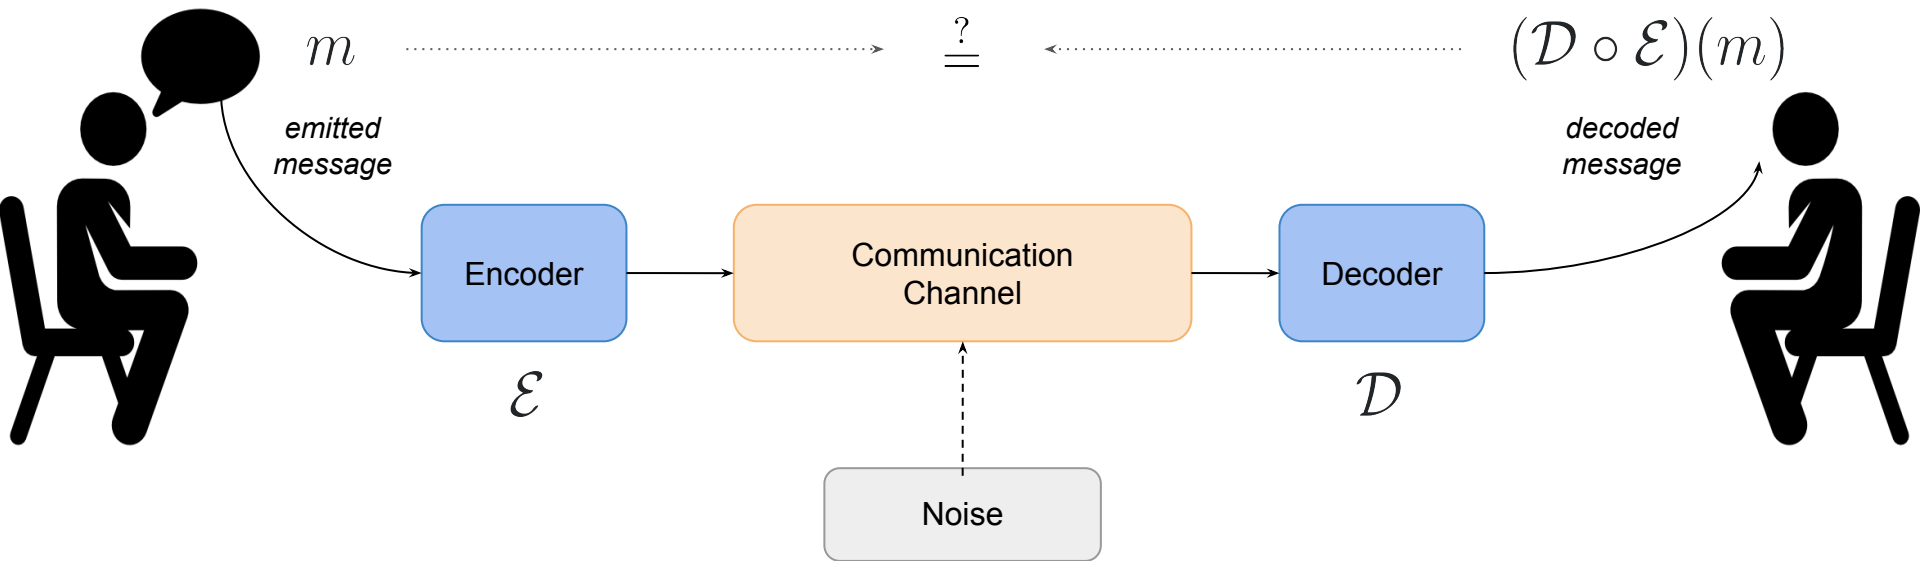 m
?
=
(𝒟 ∘ ℰ)(m)
emitted
message
decoded
message
Encoder
Communication
Channel
Decoder
ℰ
𝒟
Noise